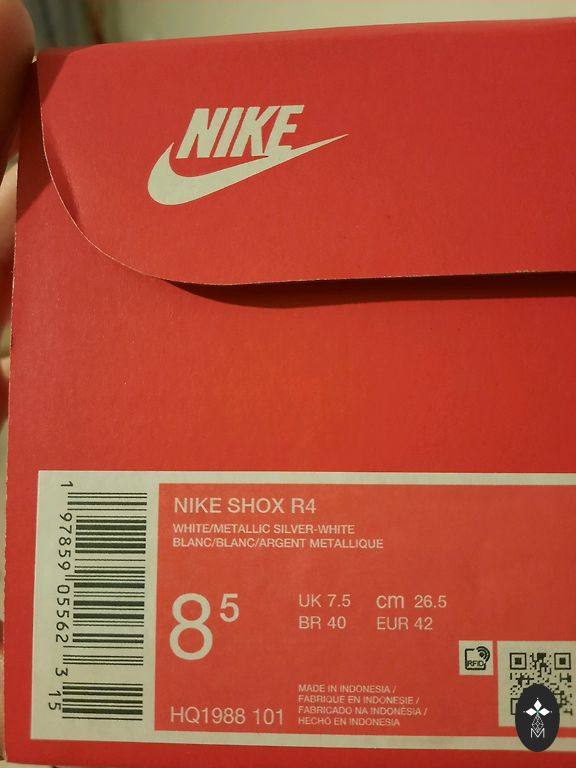 NIKE
NIKE SHOX R4
WHITE/METALLIC SILVER-WHITE
BLANC/BLANC/ARGENT METALLIQUE
8⁵
UK 7.5 cm 26.5
BR 40 EUR 42
RFID
HQ1988 101
MADE IN INDONESIA /
FABRIQUE EN INDONESIE /
FABRICADO NA INDONÉSIA /
HECHO EN INDONESIA
1 97859 05562 3 15
M